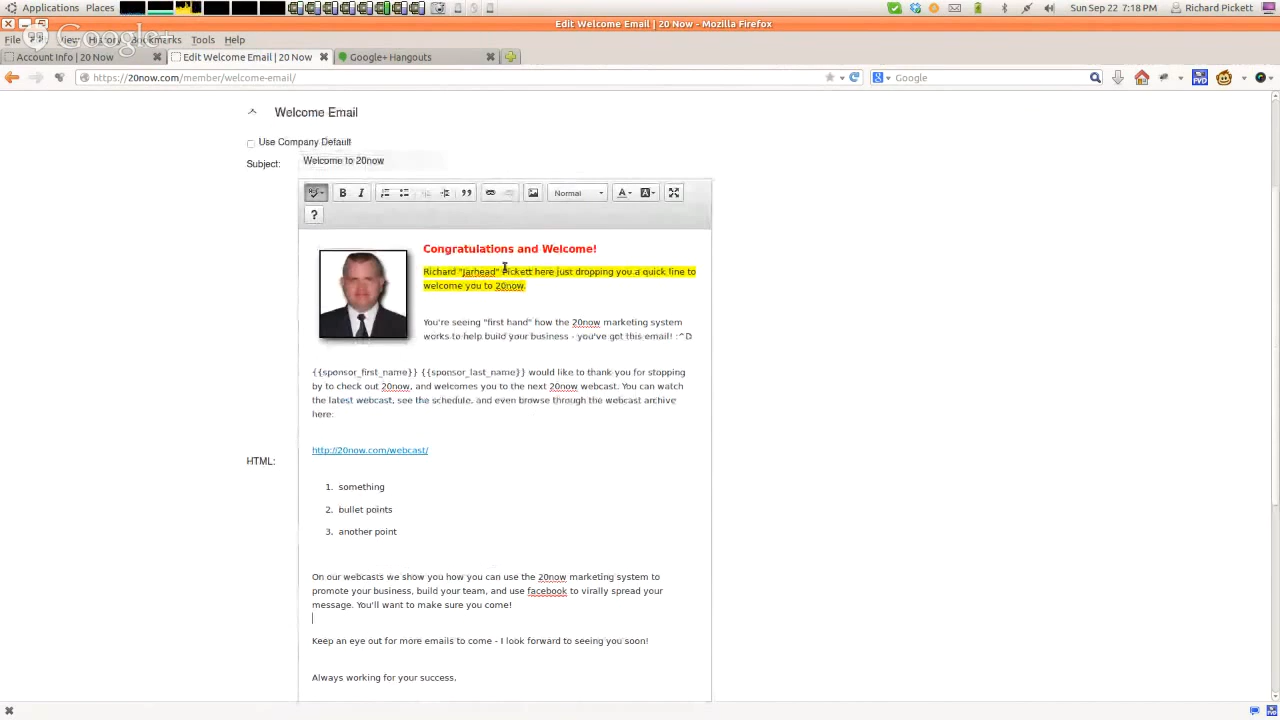 Applications Places System
Sun Sep 22 7:18 PM Richard Pickett
Edit Welcome Email | 20 Now - Mozilla Firefox
File View History Bookmarks Tools Help
Google+
Account Info | 20 Now Edit Welcome Email | 20 Now Google+ Hangouts
https://20now.com/member/welcome-email/ Google FVD
Welcome Email
Use Company Default
Subject: Welcome to 20now
B I Normal A A
?
Congratulations and Welcome!
Richard "Jarhead" Pickett here just dropping you a quick line to
welcome you to 20now.
You're seeing "first hand" how the 20now marketing system
works to help build your business - you've got this email! :^D
{{sponsor_first_name}} {{sponsor_last_name}} would like to thank you for stopping
by to check out 20now, and welcomes you to the next 20now webcast. You can watch
the latest webcast, see the schedule, and even browse through the webcast archive
here:
http://20now.com/webcast/
HTML:
1. something
2. bullet points
3. another point
On our webcasts we show you how you can use the 20now marketing system to
promote your business, build your team, and use facebook to virally spread your
message. You'll want to make sure you come!
Keep an eye out for more emails to come - I look forward to seeing you soon!
Always working for your success,